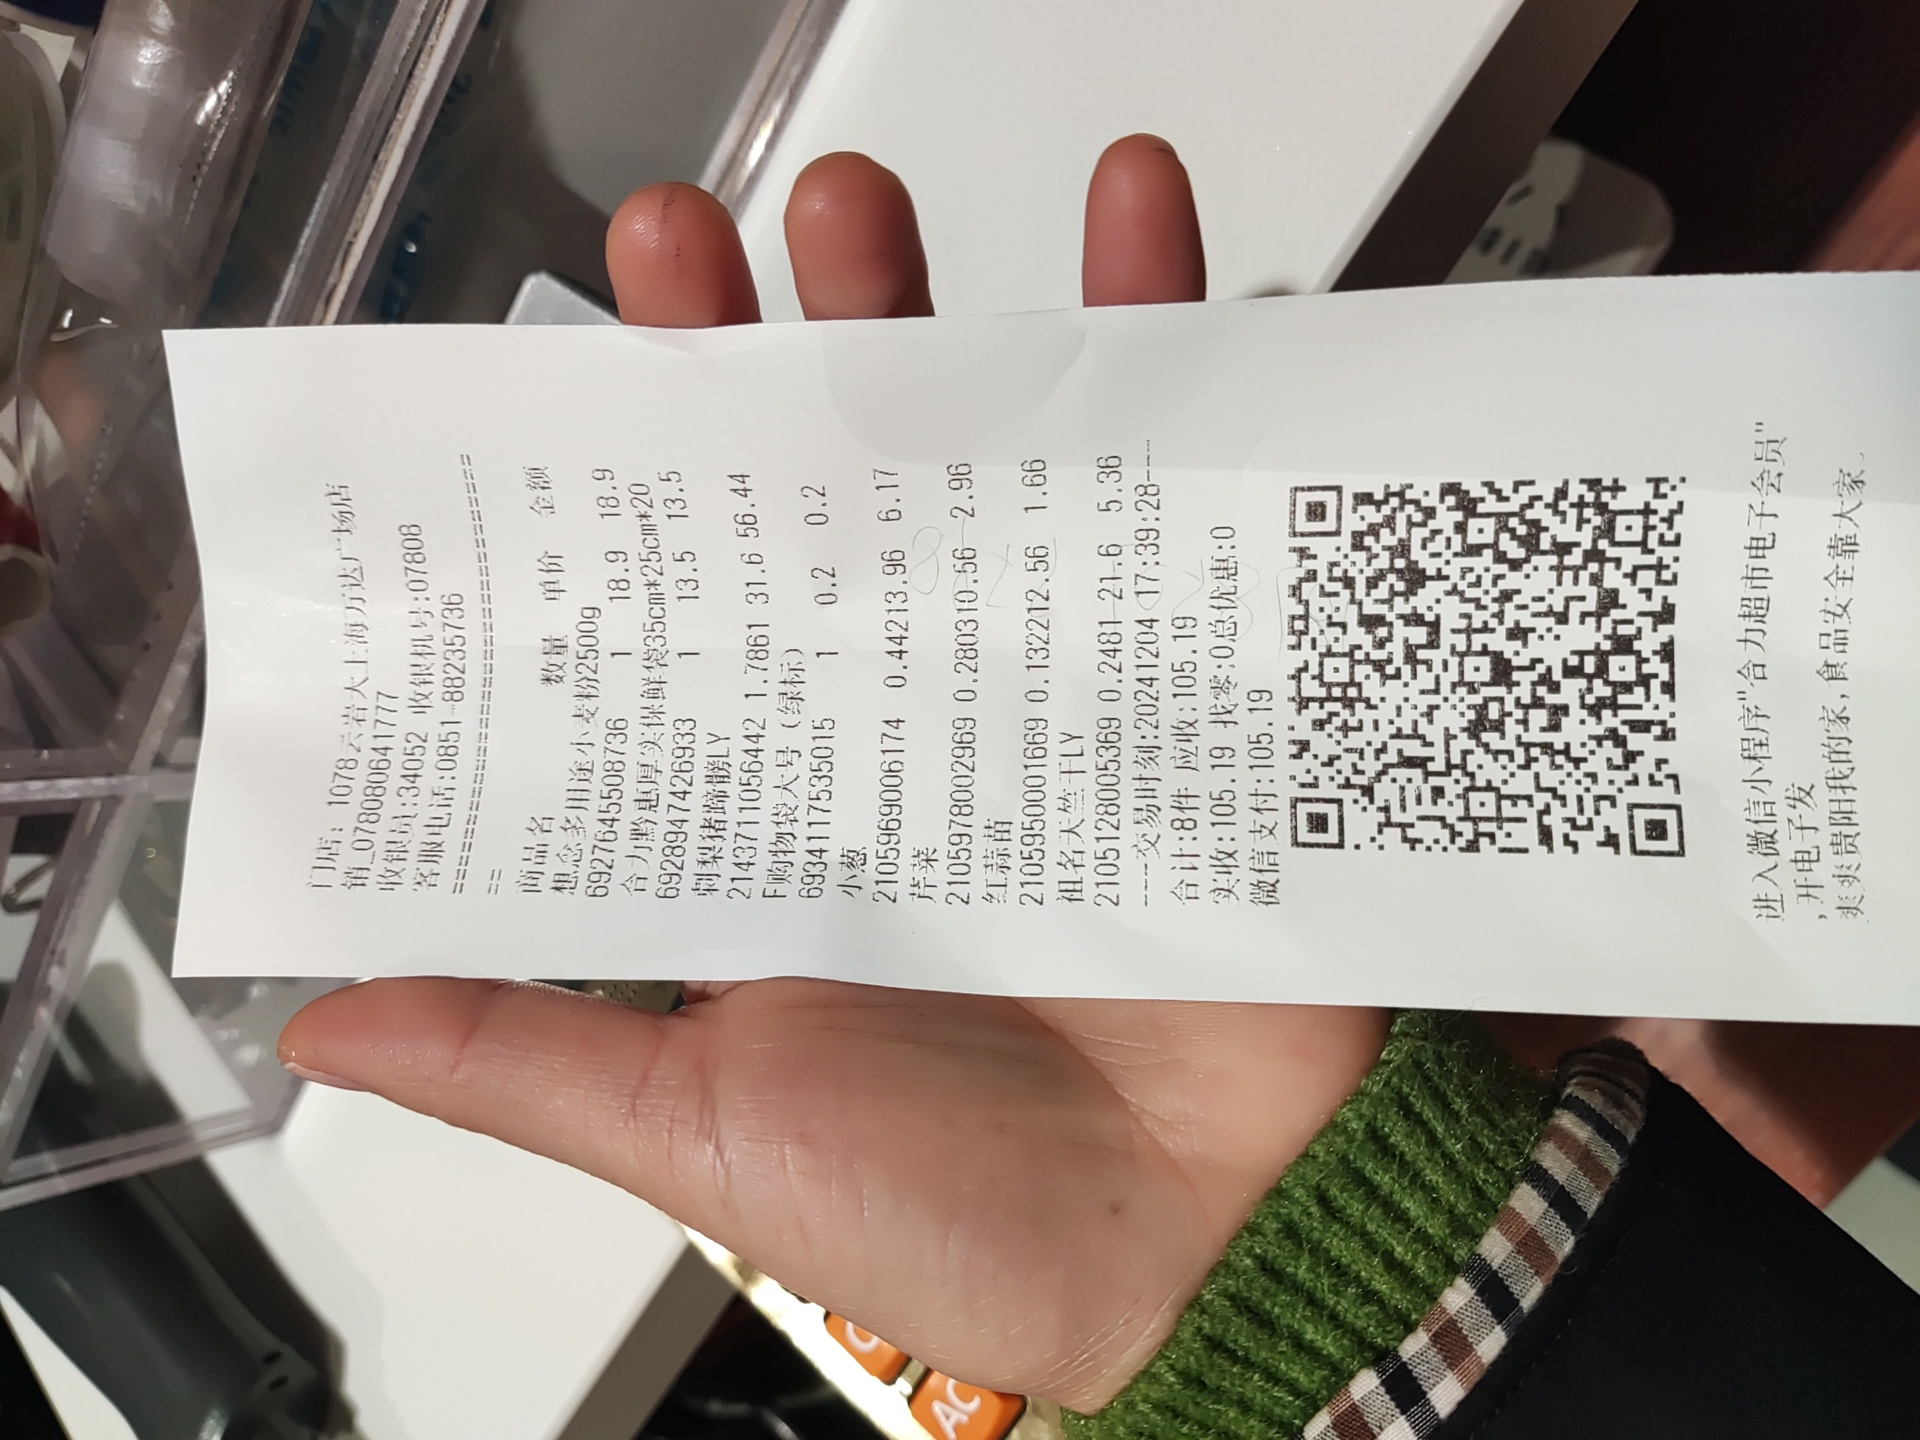 门店: 1078云岩大上海万达广场店
销_07808080641777
收银员:34052 收银机号:07808
客服电话:0851-88235736
==================================
==
商品名 数量 单价 金额
想念多用途小麦粉2500g
6927645508736 1 18.9 18.9
合力黔惠厚实保鲜袋35cm*25cm*20
6928947426933 1 13.5 13.5
刺梨猪蹄髈LY
2143711056442 1.7861 31.6 56.44
F购物袋大号（绿标）
6934117535015 1 0.2 0.2
小葱
2105969006174 0.44213.96 6.17
芹菜
2105978002969 0.280310.56 2.96
红蒜苗
2105950001669 0.132212.56 1.66
祖名天竺干LY
2105128005369 0.2481 21.6 5.36
----交易时刻:20241204 17:39:28----
合计:8件 应收:105.19
实收:105.19 找零:0总优惠:0
微信支付:105.19
进入微信小程序"合力超市电子会员"
,开电子发
爽爽贵阳我的家,食品安全靠大家。
AC